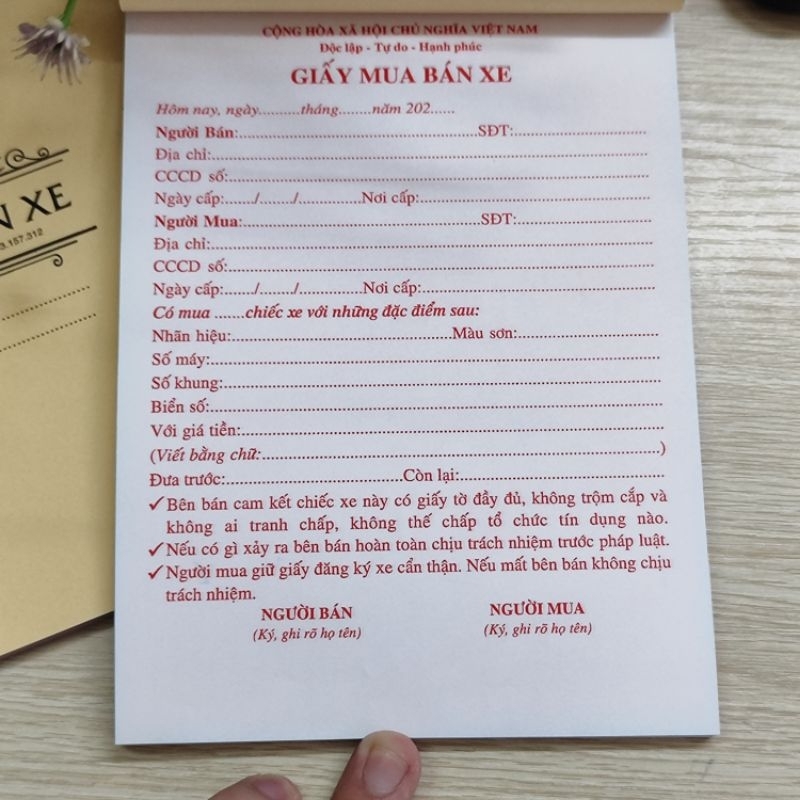 CỘNG HÒA XÃ HỘI CHỦ NGHĨA VIỆT NAM
Độc lập - Tự do - Hạnh phúc
GIẤY MUA BÁN XE
Hôm nay, ngày..........tháng........năm 202......
Người Bán:..........................................................SĐT:................................
Địa chỉ:..............................................................................................................
CCCD số:..........................................................................................................
Ngày cấp:......./......../...............Nơi cấp:.........................................................
Người Mua:.........................................................SĐT:.................................
Địa chỉ:..............................................................................................................
CCCD số:..........................................................................................................
Ngày cấp:......./......../...............Nơi cấp:.........................................................
Có mua .......chiếc xe với những đặc điểm sau:
Nhãn hiệu:.....................................................Màu sơn:..................................
Số máy:.............................................................................................................
Số khung:..........................................................................................................
Biển số:.............................................................................................................
Với giá tiền:......................................................................................................
(Viết bằng chữ:................................................................................................)
Đưa trước:...................................Còn lại:.................................................
✓Bên bán cam kết chiếc xe này có giấy tờ đầy đủ, không trộm cắp và
không ai tranh chấp, không thế chấp tổ chức tín dụng nào.
✓Nếu có gì xảy ra bên bán hoàn toàn chịu trách nhiệm trước pháp luật.
✓Người mua giữ giấy đăng ký xe cẩn thận. Nếu mất bên bán không chịu
trách nhiệm.
NGƯỜI BÁN NGƯỜI MUA
(Ký, ghi rõ họ tên) (Ký, ghi rõ họ tên)
N XE
3.157.312